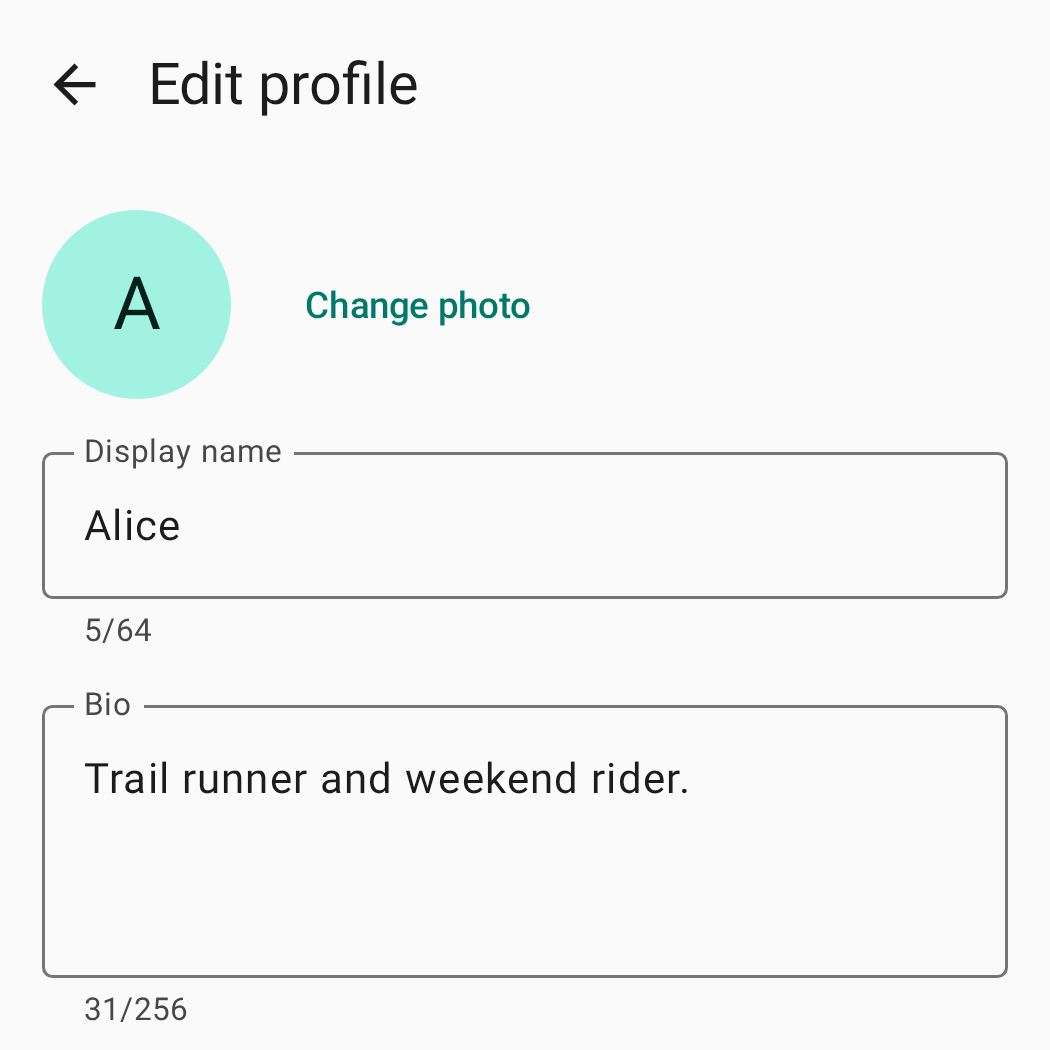 Edit profile
A
Change photo
Display name
Alice
5/64
Bio
Trail runner and weekend rider.
31/256